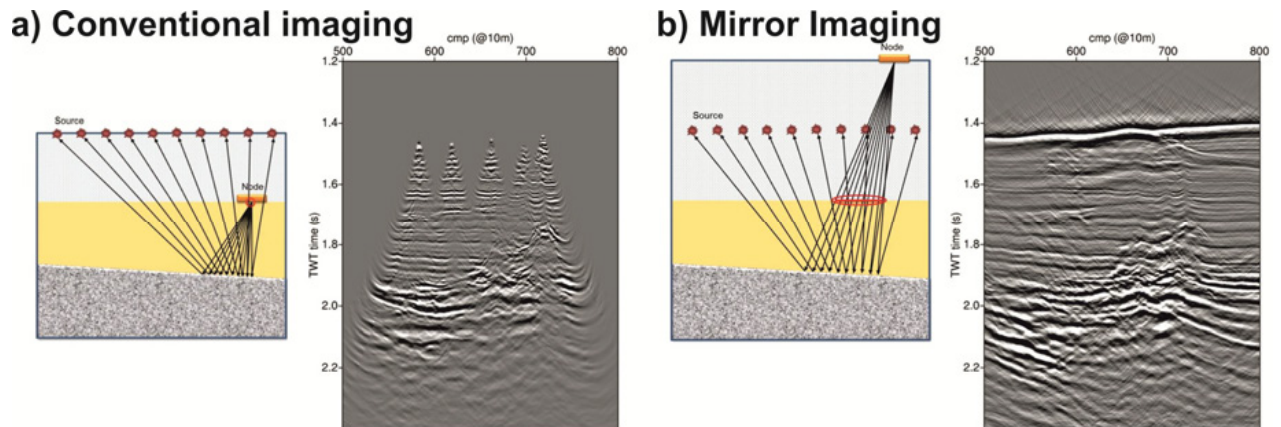 a) Conventional imaging
cmp (@10m)
500 600 700 800
1.2
1.4
1.6
1.8
2.0
2.2
TWT time (s)
Source
Node
b) Mirror Imaging
cmp (@10m)
500 600 700 800
1.2
1.4
1.6
1.8
2.0
2.2
TWT time (s)
Node
Source